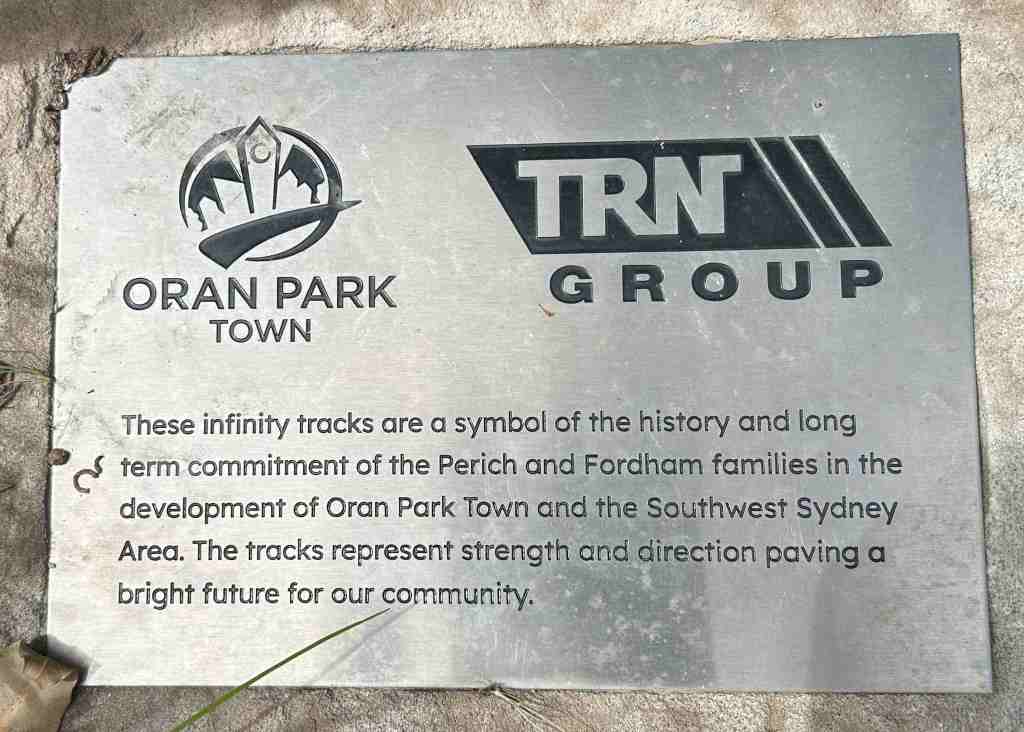 ORAN PARK
TOWN
TRN
GROUP
These infinity tracks are a symbol of the history and long
term commitment of the Perich and Fordham families in the
development of Oran Park Town and the Southwest Sydney
Area. The tracks represent strength and direction paving a
bright future for our community.